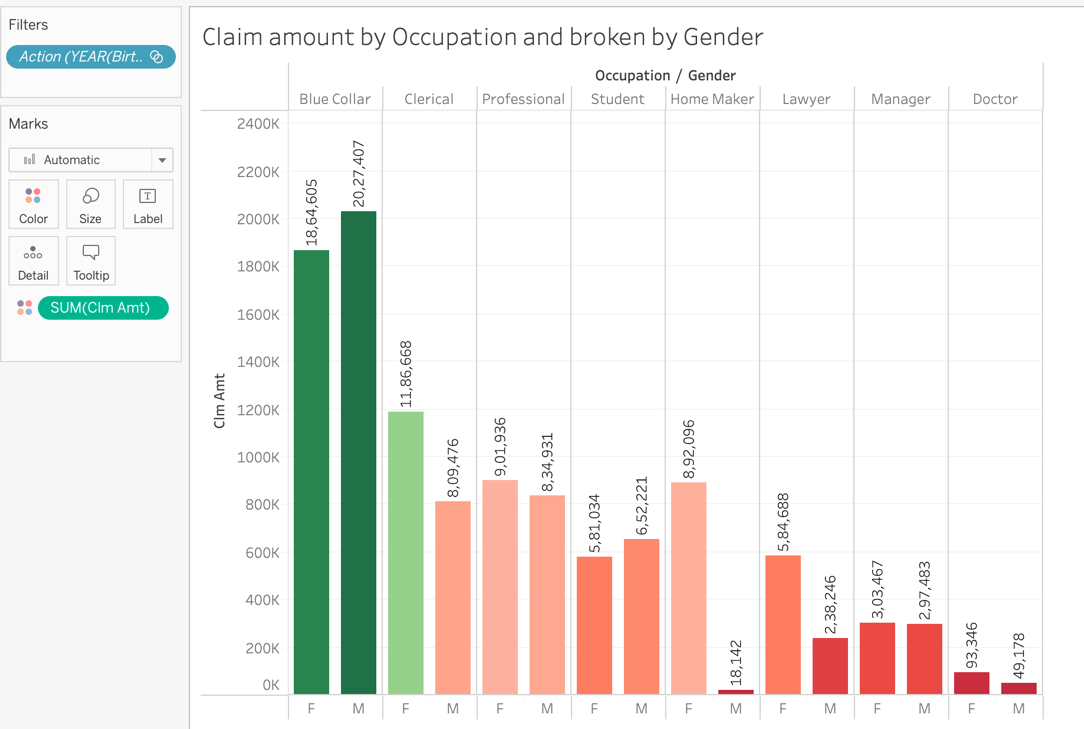 Filters
Action (YEAR(Birt..
Marks
Automatic
Color
Size
T
Label
Detail
Tooltip
SUM(Clm Amt)
Claim amount by Occupation and broken by Gender
Occupation / Gender
Blue Collar
Clerical
Professional
Student
Home Maker
Lawyer
Manager
Doctor
Clm Amt
2400K
2200K
2000K
1800K
1600K
1400K
1200K
1000K
800K
600K
400K
200K
0K
18,64,605
20,27,407
11,86,668
8,09,476
9,01,936
8,34,931
5,81,034
6,52,221
8,92,096
18,142
5,84,688
2,38,246
3,03,467
2,97,483
93,346
49,178
F
M
F
M
F
M
F
M
F
M
F
M
F
M
F
M